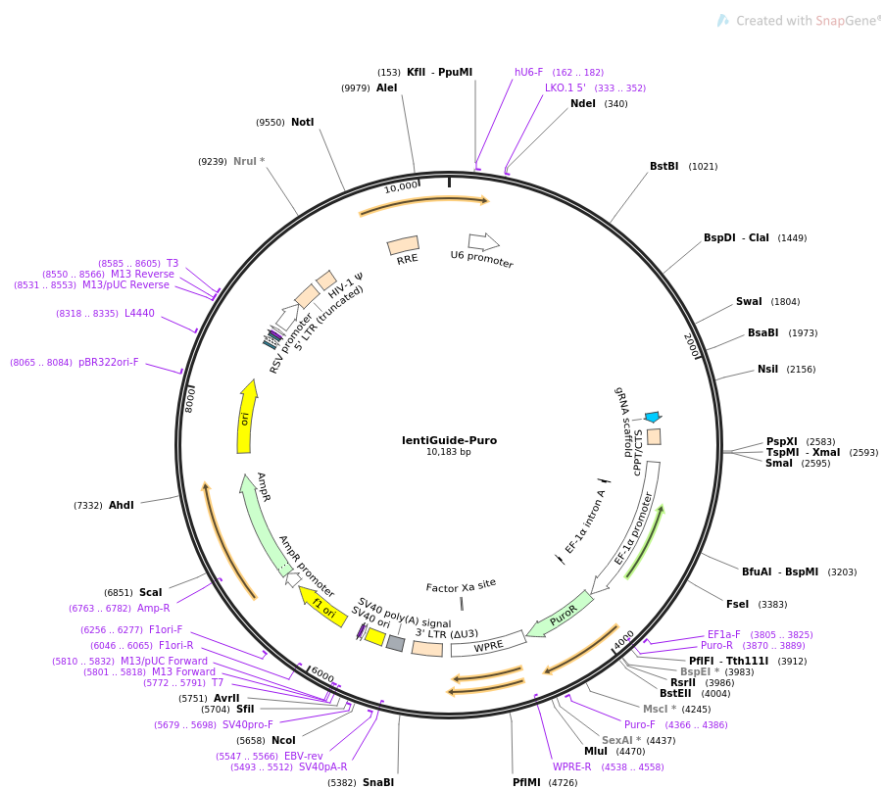 Created with SnapGene®
(153) KflI - PpuMI
hU6-F (162 .. 182)
(9979) AleI
LKO.1 5' (333 .. 352)
NdeI (340)
(9550) NotI
(9239) NruI *
BstBI (1021)
10,000
U6 promoter
RRE
BspDI - ClaI (1449)
(8585 .. 8605) T3
(8550 .. 8566) M13 Reverse
(8531 .. 8553) M13/pUC Reverse
HIV-1 Ψ
5' LTR (truncated)
RSV promoter
SwaI (1804)
(8318 .. 8335) L4440
BsaBI (1973)
2000
(8065 .. 8084) pBR322ori-F
NsiI (2156)
8000
ori
gRNA scaffold
cPPT/CTS
lentiGuide-Puro
10,183 bp
PspXI (2583)
TspMI - XmaI (2593)
SmaI (2595)
AmpR
EF-1α intron A
EF-1α promoter
(7332) AhdI
AmpR promoter
BfuAI - BspMI (3203)
(6851) ScaI
(6763 .. 6782) Amp-R
Factor Xa site
FseI (3383)
f1 ori
SV40 poly(A) signal
SV40 ori
3' LTR (ΔU3)
WPRE
PuroR
4000
(6256 .. 6277) F1ori-F
(6046 .. 6065) F1ori-R
(5810 .. 5832) M13/pUC Forward
(5801 .. 5818) M13 Forward
(5772 .. 5791) T7
6000
EF1a-F (3805 .. 3825)
Puro-R (3870 .. 3889)
PflFI - Tth111I (3912)
BspEI * (3983)
RsrII (3986)
BstEII (4004)
(5751) AvrII
(5704) SfiI
(5679 .. 5698) SV40pro-F
(5658) NcoI
MscI * (4245)
Puro-F (4366 .. 4386)
SexAI * (4437)
MluI (4470)
(5547 .. 5566) EBV-rev
(5493 .. 5512) SV40pA-R
WPRE-R (4538 .. 4558)
(5382) SnaBI
PflMI (4726)